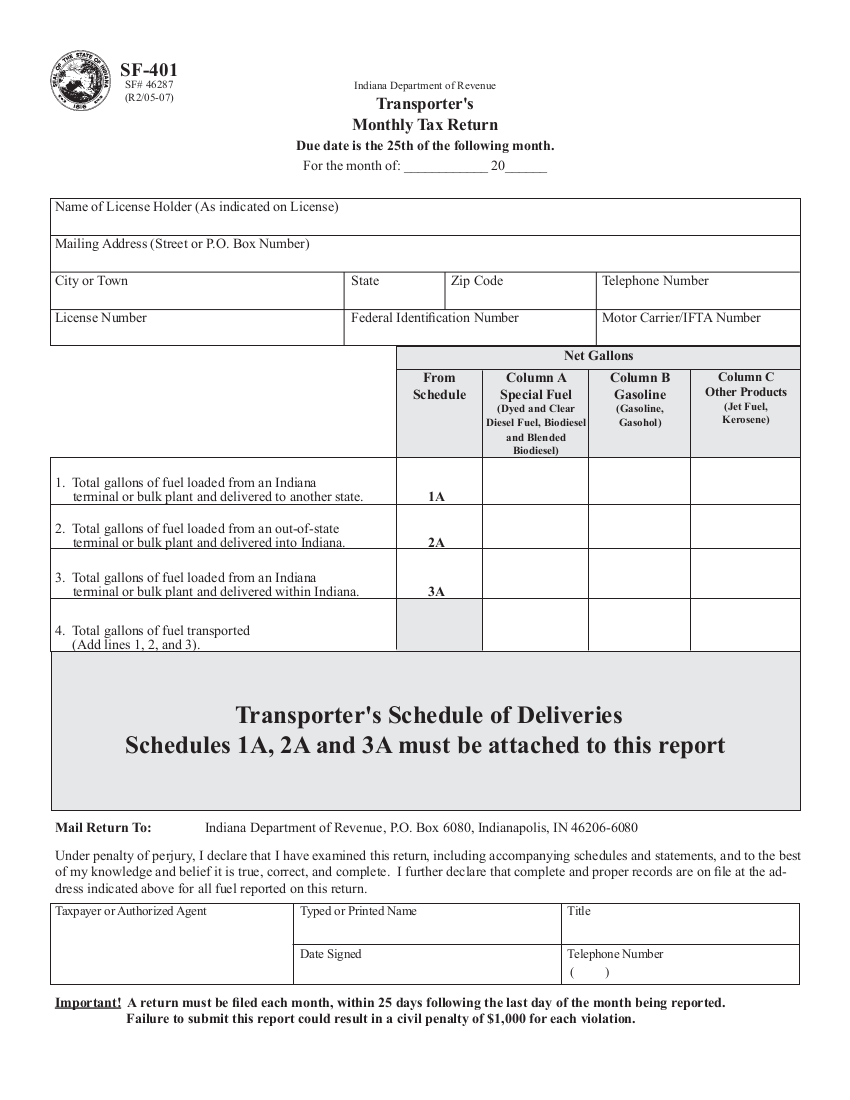 SEAL OF THE STATE OF INDIANA
1816
SF-401
SF# 46287
(R2/05-07)
Indiana Department of Revenue
Transporter's
Monthly Tax Return
Due date is the 25th of the following month.
For the month of: ____________ 20______
Name of License Holder (As indicated on License)
Mailing Address (Street or P.O. Box Number)
City or Town State Zip Code Telephone Number
License Number Federal Identification Number Motor Carrier/IFTA Number
Net Gallons
From
Schedule
Column A
Special Fuel
(Dyed and Clear
Diesel Fuel, Biodiesel
and Blended
Biodiesel)
Column B
Gasoline
(Gasoline,
Gasohol)
Column C
Other Products
(Jet Fuel,
Kerosene)
1. Total gallons of fuel loaded from an Indiana
terminal or bulk plant and delivered to another state. 1A
2. Total gallons of fuel loaded from an out-of-state
terminal or bulk plant and delivered into Indiana. 2A
3. Total gallons of fuel loaded from an Indiana
terminal or bulk plant and delivered within Indiana. 3A
4. Total gallons of fuel transported
(Add lines 1, 2, and 3).
Transporter's Schedule of Deliveries
Schedules 1A, 2A and 3A must be attached to this report
Mail Return To: Indiana Department of Revenue, P.O. Box 6080, Indianapolis, IN 46206-6080
Under penalty of perjury, I declare that I have examined this return, including accompanying schedules and statements, and to the best
of my knowledge and belief it is true, correct, and complete. I further declare that complete and proper records are on file at the ad-
dress indicated above for all fuel reported on this return.
Taxpayer or Authorized Agent Typed or Printed Name Title
Date Signed Telephone Number
( )
Important! A return must be filed each month, within 25 days following the last day of the month being reported.
Failure to submit this report could result in a civil penalty of $1,000 for each violation.